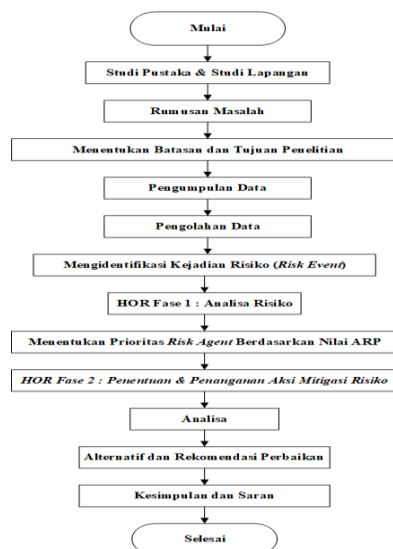 Mulai
Studi Pustaka & Studi Lapangan
Rumusan Masalah
Menentukan Batasan dan Tujuan Penelitian
Pengumpulan Data
Pengolahan Data
Mengidentifikasi Kejadian Risiko (Risk Event)
HOR Fase 1 : Analisa Risiko
Menentukan Prioritas Risk Agent Berdasarkan Nilai ARP
HOR Fase 2 : Penentuan & Penanganan Aksi Mitigasi Risiko
Analisa
Alternatif dan Rekomendasi Perbaikan
Kesimpulan dan Saran
Selesai